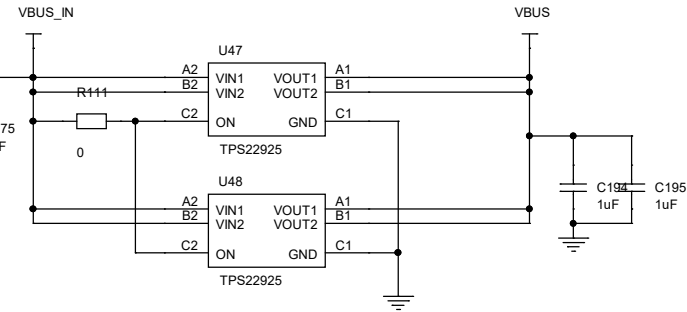 VBUS_IN
VBUS
U47
A2
VIN1
VOUT1
A1
B2
VIN2
VOUT2
B1
R111
C2
ON
GND
C1
75
F
0
TPS22925
U48
A2
VIN1
VOUT1
A1
B2
VIN2
VOUT2
B1
C194
C195
1uF
1uF
C2
ON
GND
C1
TPS22925